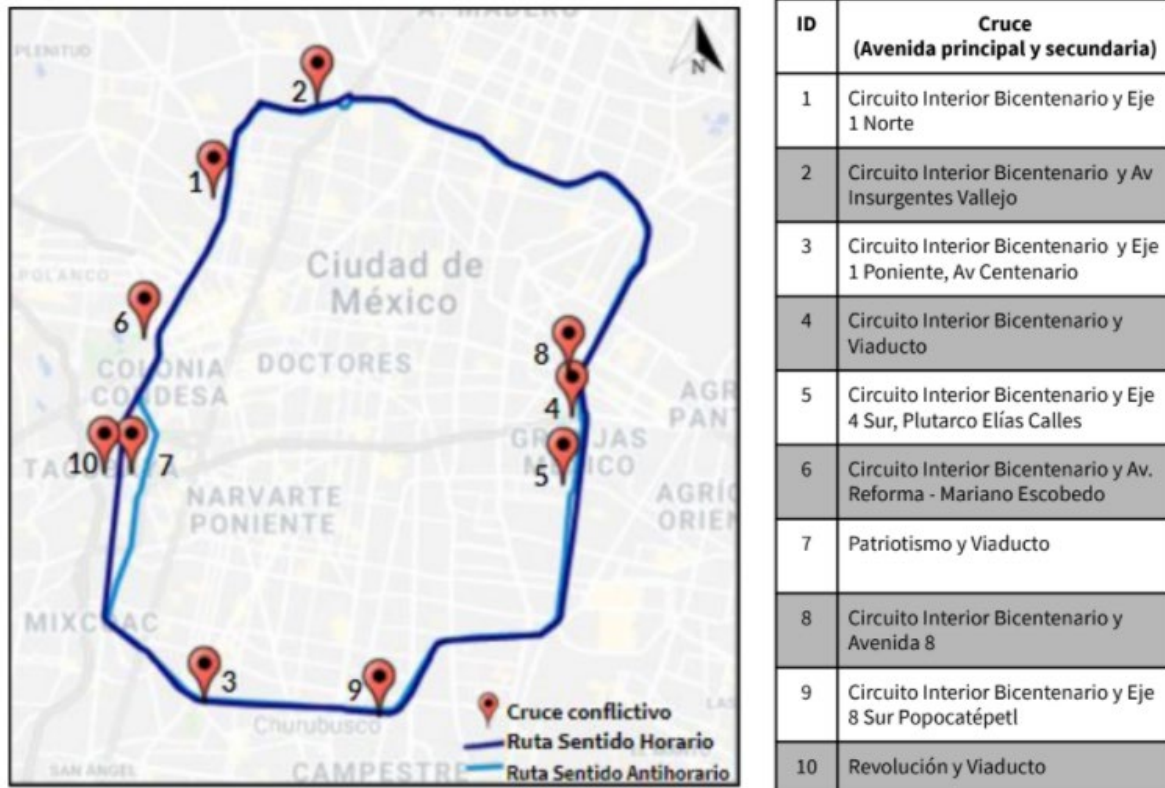 A. MADERO
PLENITUD
N
2
1
POLANCO
Ciudad de
México
6
COLONIA
CONDESA
DOCTORES
8
4
10
7
NARVARTE
PONIENTE
5
MIXCOAC
3
9
Churubusco
SAN ANGEL
CAMPESTRE
Cruce conflictivo
Ruta Sentido Horario
Ruta Sentido Antihorario
ID Cruce
(Avenida principal y secundaria)
1 Circuito Interior Bicentenario y Eje
1 Norte
2 Circuito Interior Bicentenario y Av
Insurgentes Vallejo
3 Circuito Interior Bicentenario y Eje
1 Poniente, Av Centenario
4 Circuito Interior Bicentenario y
Viaducto
5 Circuito Interior Bicentenario y Eje
4 Sur, Plutarco Elías Calles
6 Circuito Interior Bicentenario y Av.
Reforma - Mariano Escobedo
7 Patriotismo y Viaducto
8 Circuito Interior Bicentenario y
Avenida 8
9 Circuito Interior Bicentenario y Eje
8 Sur Popocatépetl
10 Revolución y Viaducto